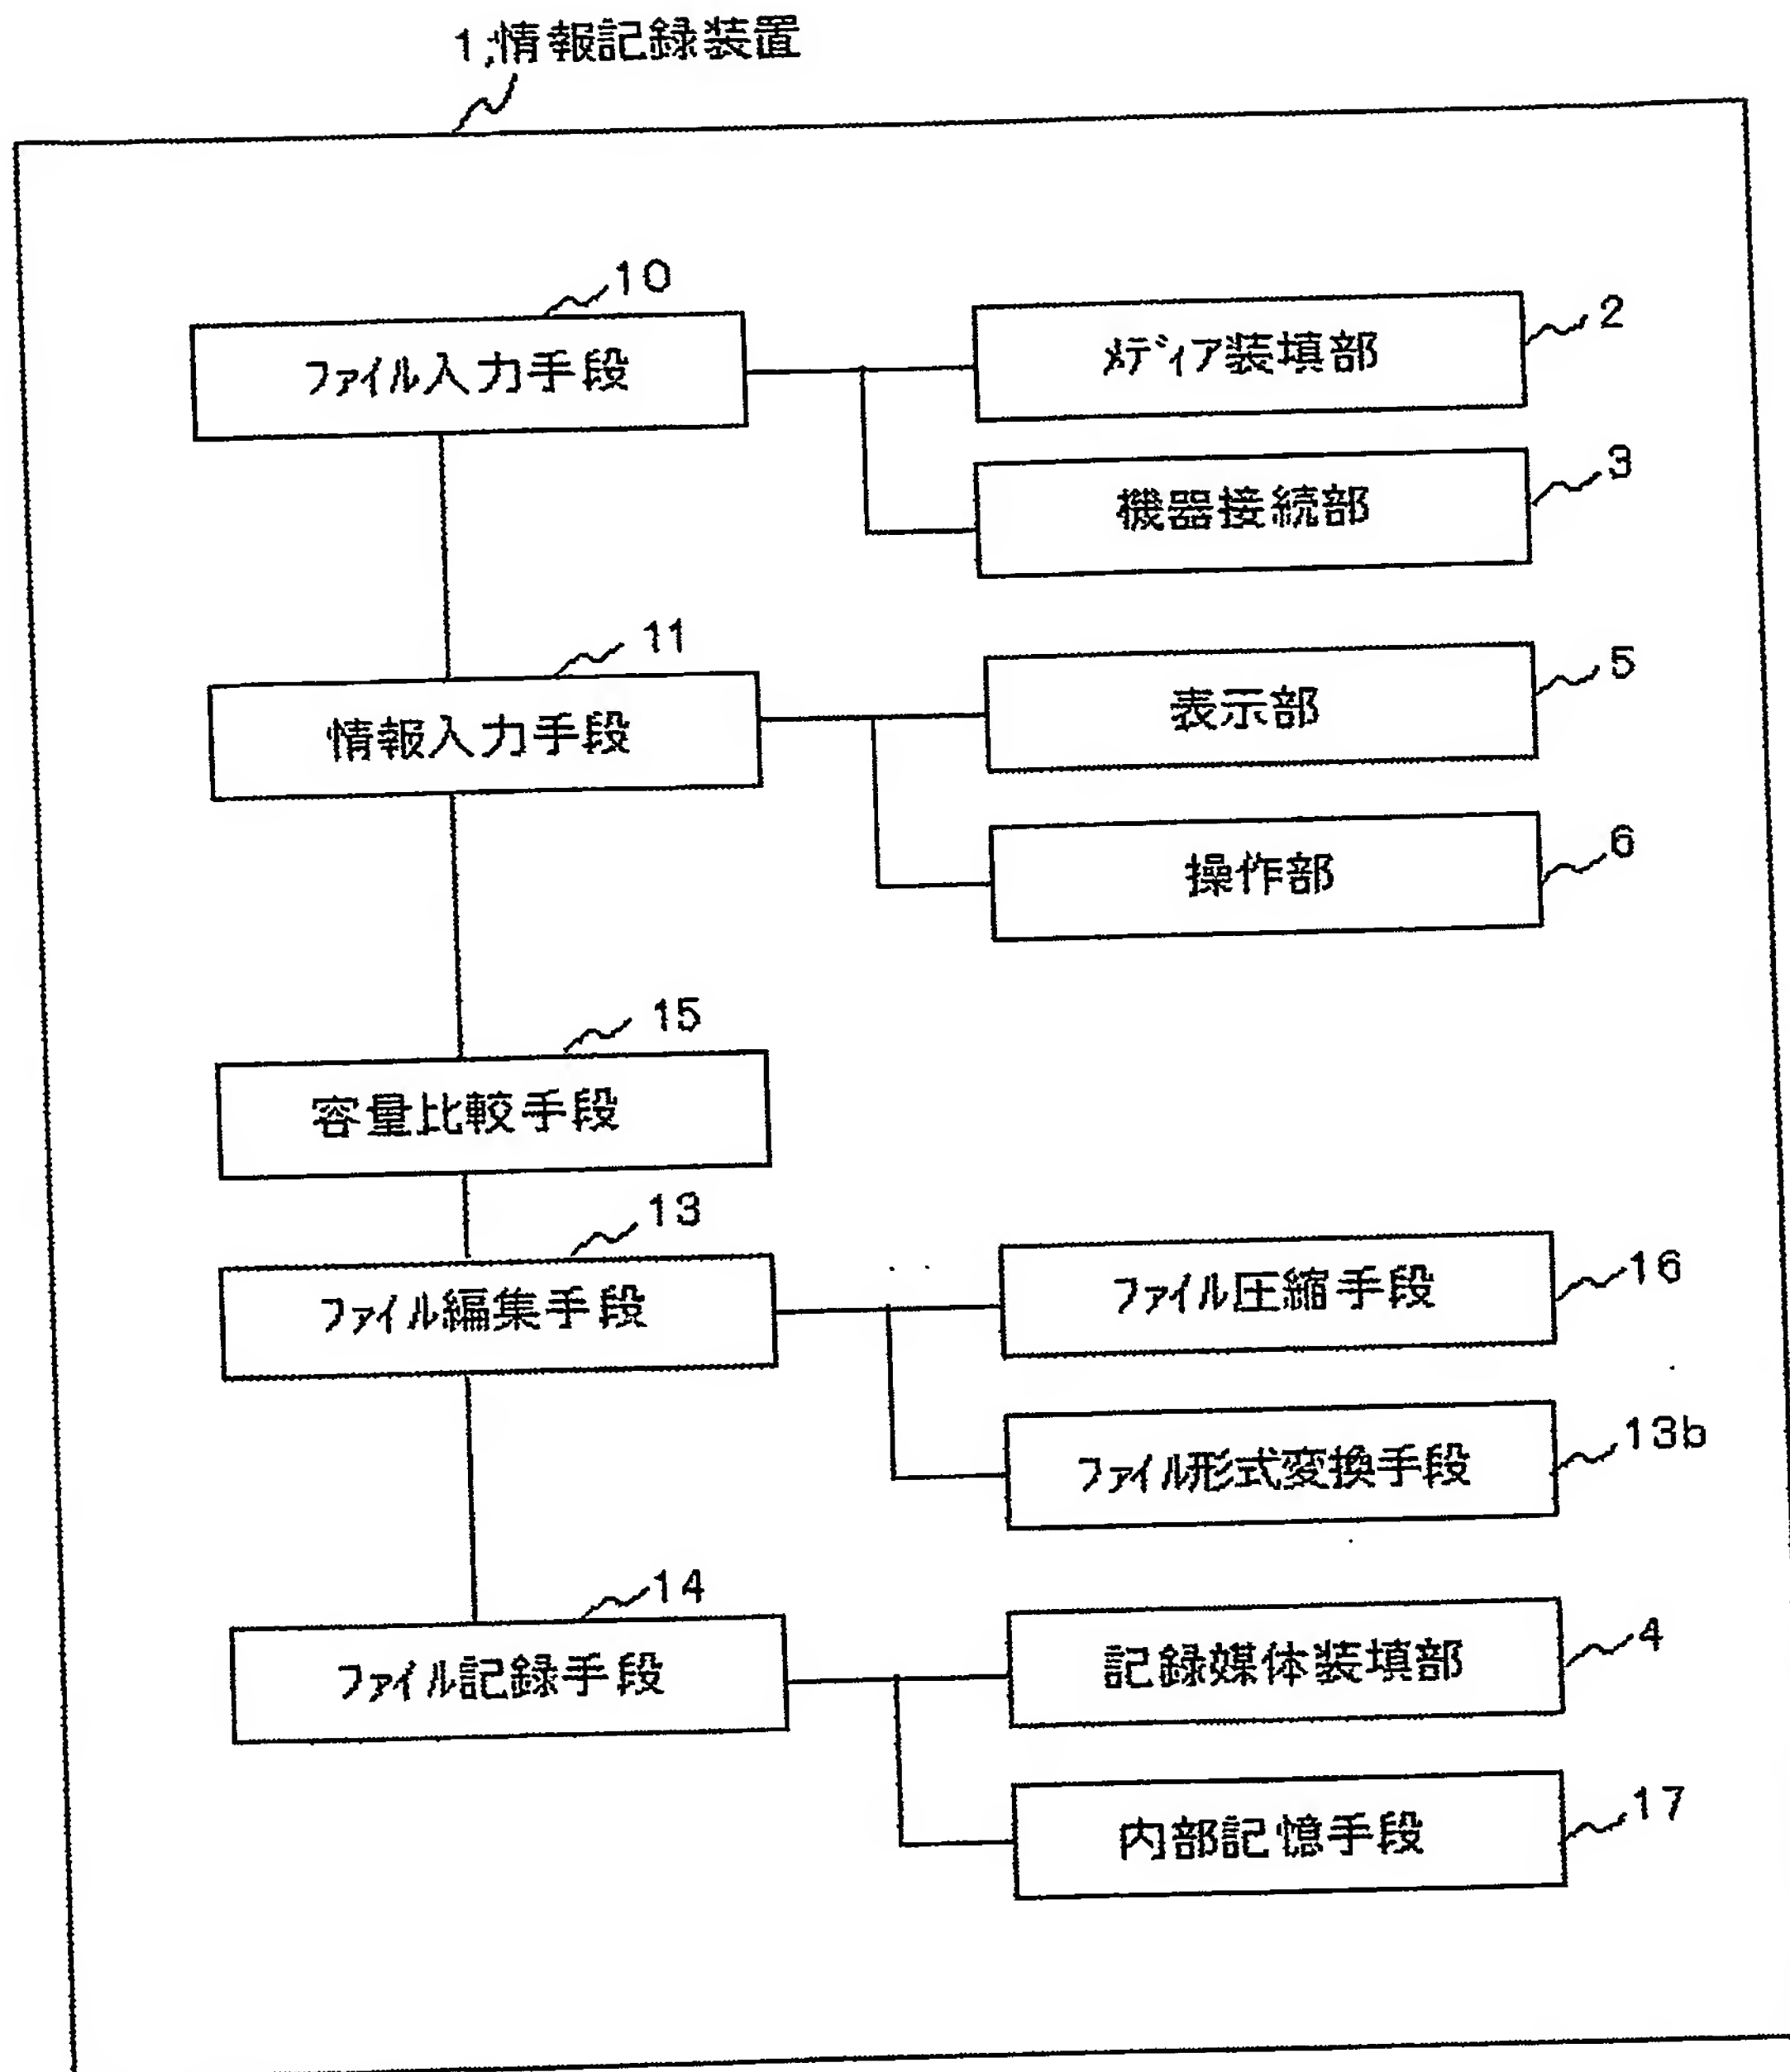 1;情報記録装置
10
ファイル入力手段
メディア装填部
2
機器接続部
3
11
情報入力手段
表示部
5
操作部
6
15
容量比較手段
13
ファイル編集手段
ファイル圧縮手段
16
ファイル形式変換手段
13b
14
ファイル記録手段
記録媒体装填部
4
内部記憶手段
17